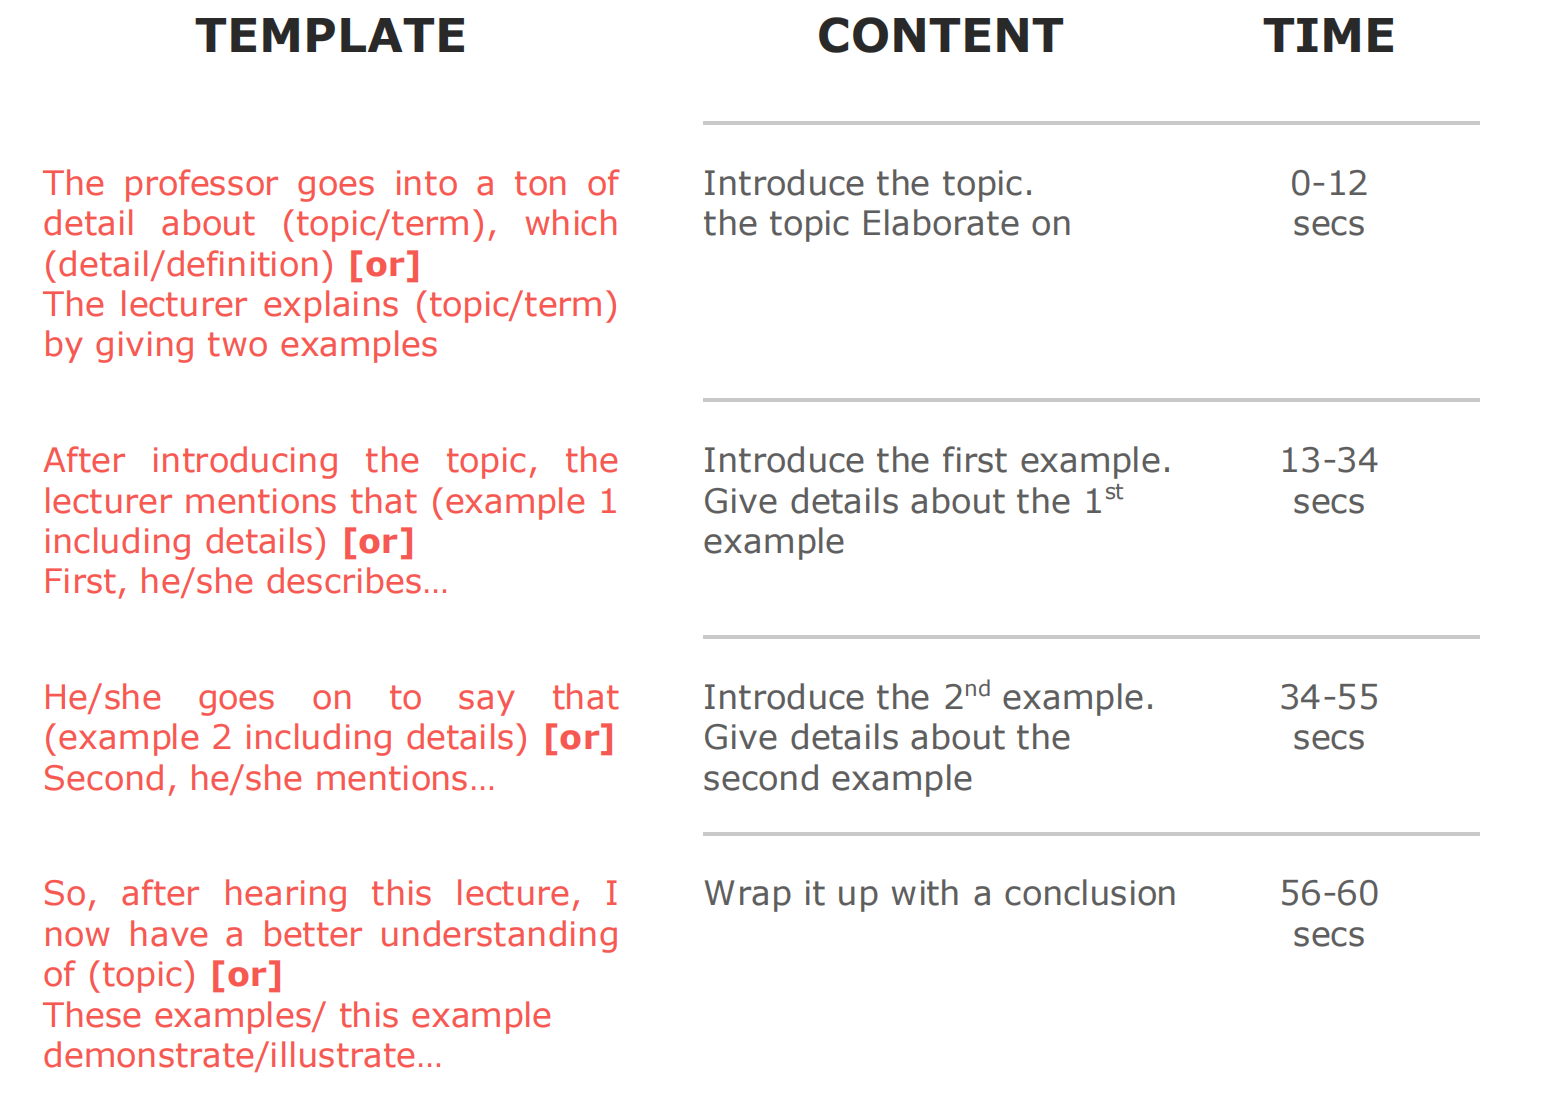 TEMPLATE CONTENT TIME
The professor goes into a ton of
detail about (topic/term), which
(detail/definition) [or]
The lecturer explains (topic/term)
by giving two examples
Introduce the topic.
the topic Elaborate on
0-12
secs
After introducing the topic, the
lecturer mentions that (example 1
including details) [or]
First, he/she describes…
Introduce the first example.
Give details about the 1st
example
13-34
secs
He/she goes on to say that
(example 2 including details) [or]
Second, he/she mentions…
Introduce the 2nd example.
Give details about the
second example
34-55
secs
So, after hearing this lecture, I
now have a better understanding
of (topic) [or]
These examples/ this example
demonstrate/illustrate…
Wrap it up with a conclusion
56-60
secs